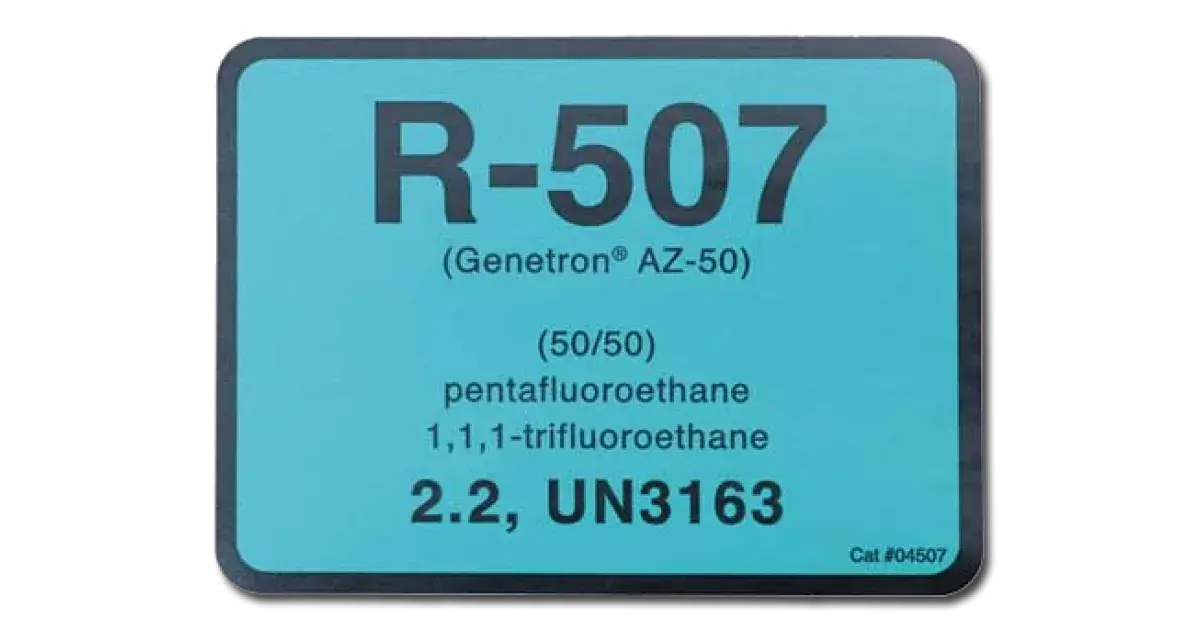 R-507
(Genetron® AZ-50)
(50/50)
pentafluoroethane
1,1,1-trifluoroethane
2.2, UN3163
Cat #04507